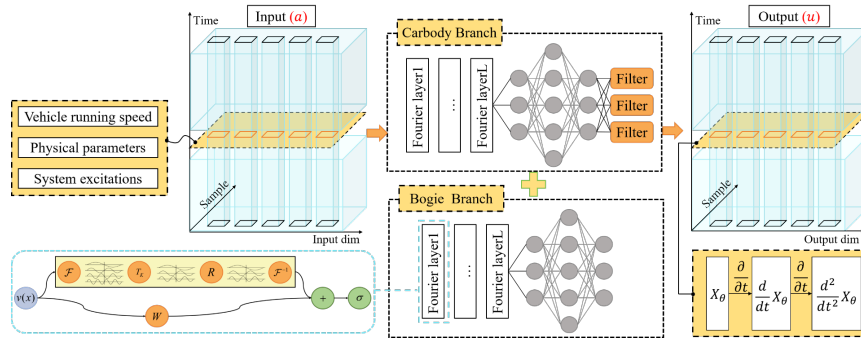 Time
Input (a)
Carbody Branch
Time
Output (u)
Fourier layer1
...
Fourier layerL
Filter
Filter
Filter
Vehicle running speed
Physical parameters
System excitations
Sample
Input dim
Bogie Branch
Sample
Output dim
Fourier layer1
...
Fourier layerL
v(x)
ℱ
R
ℱ⁻¹
W
+
σ
X_θ
∂/∂t
d/dt X_θ
∂/∂t
d²/dt² X_θ